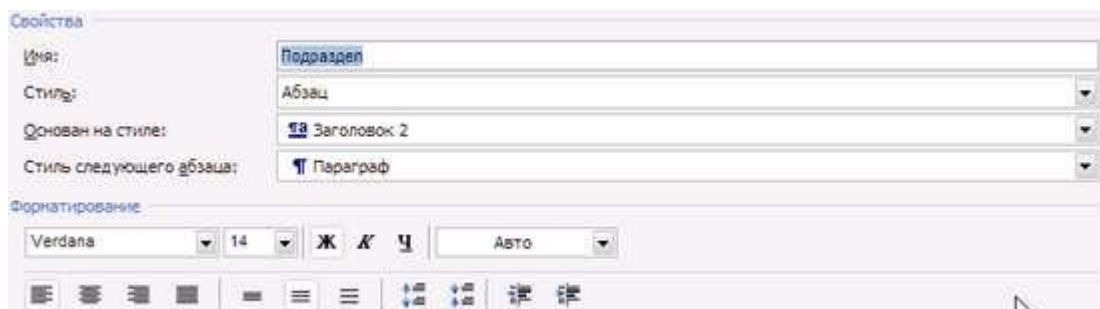 Свойства
Имя: Подраздел
Стиль: Абзац
Основан на стиле: ¶a Заголовок 2
Стиль следующего абзаца: ¶ Параграф
Форматирование
Verdana 14 Ж К Ч Авто